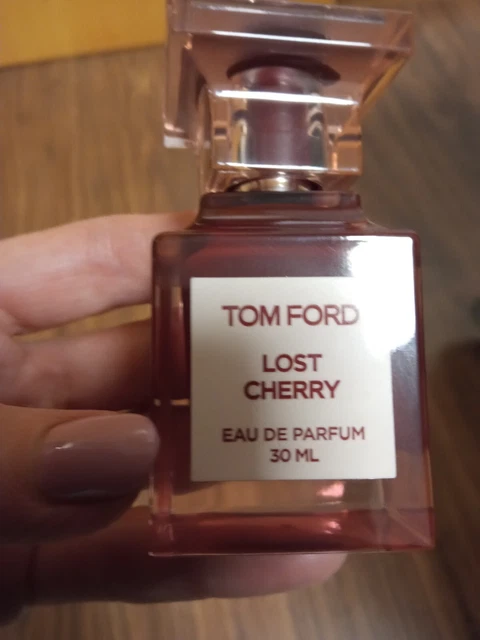 TOM FORD
LOST
CHERRY
EAU DE PARFUM
30 ML